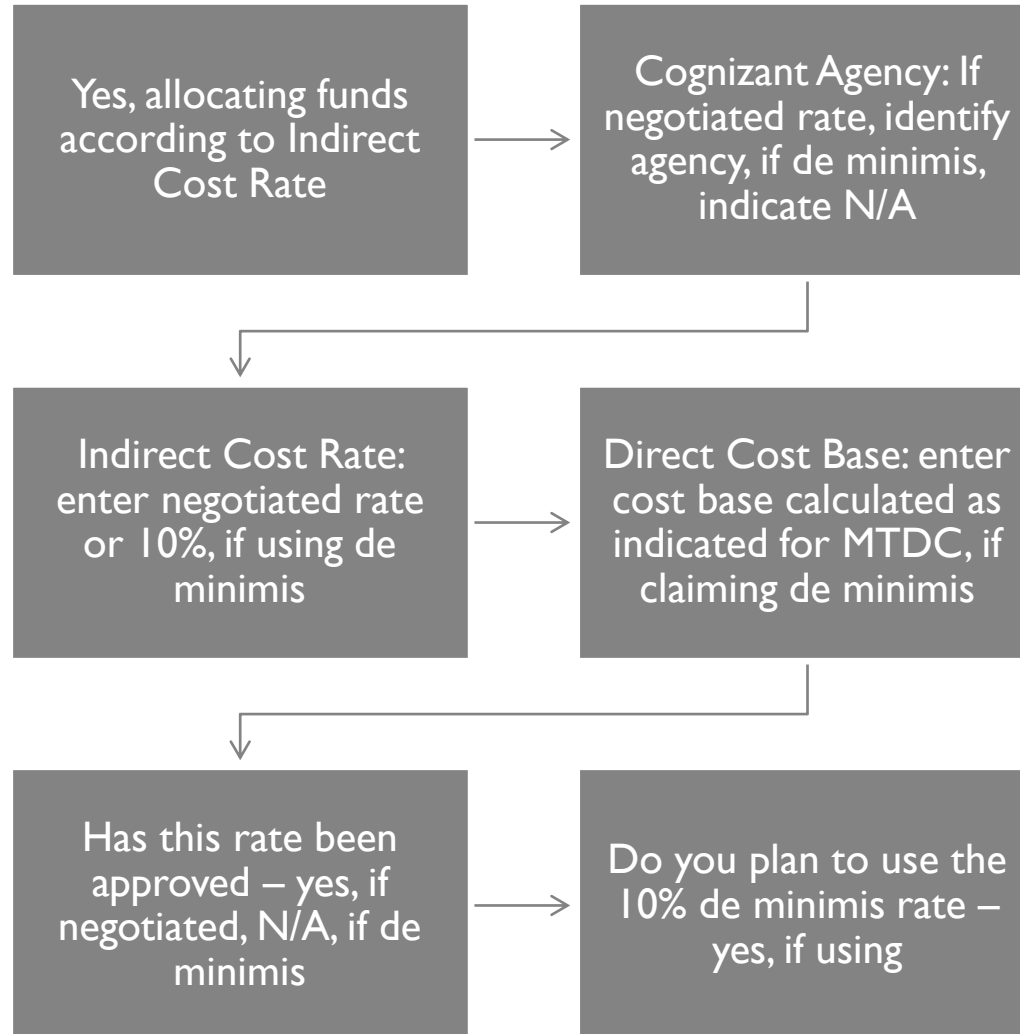 Yes, allocating funds
according to Indirect
Cost Rate
Cognizant Agency: If
negotiated rate, identify
agency, if de minimis,
indicate N/A
Indirect Cost Rate:
enter negotiated rate
or 10%, if using de
minimis
Direct Cost Base: enter
cost base calculated as
indicated for MTDC, if
claiming de minimis
Has this rate been
approved – yes, if
negotiated, N/A, if de
minimis
Do you plan to use the
10% de minimis rate –
yes, if using